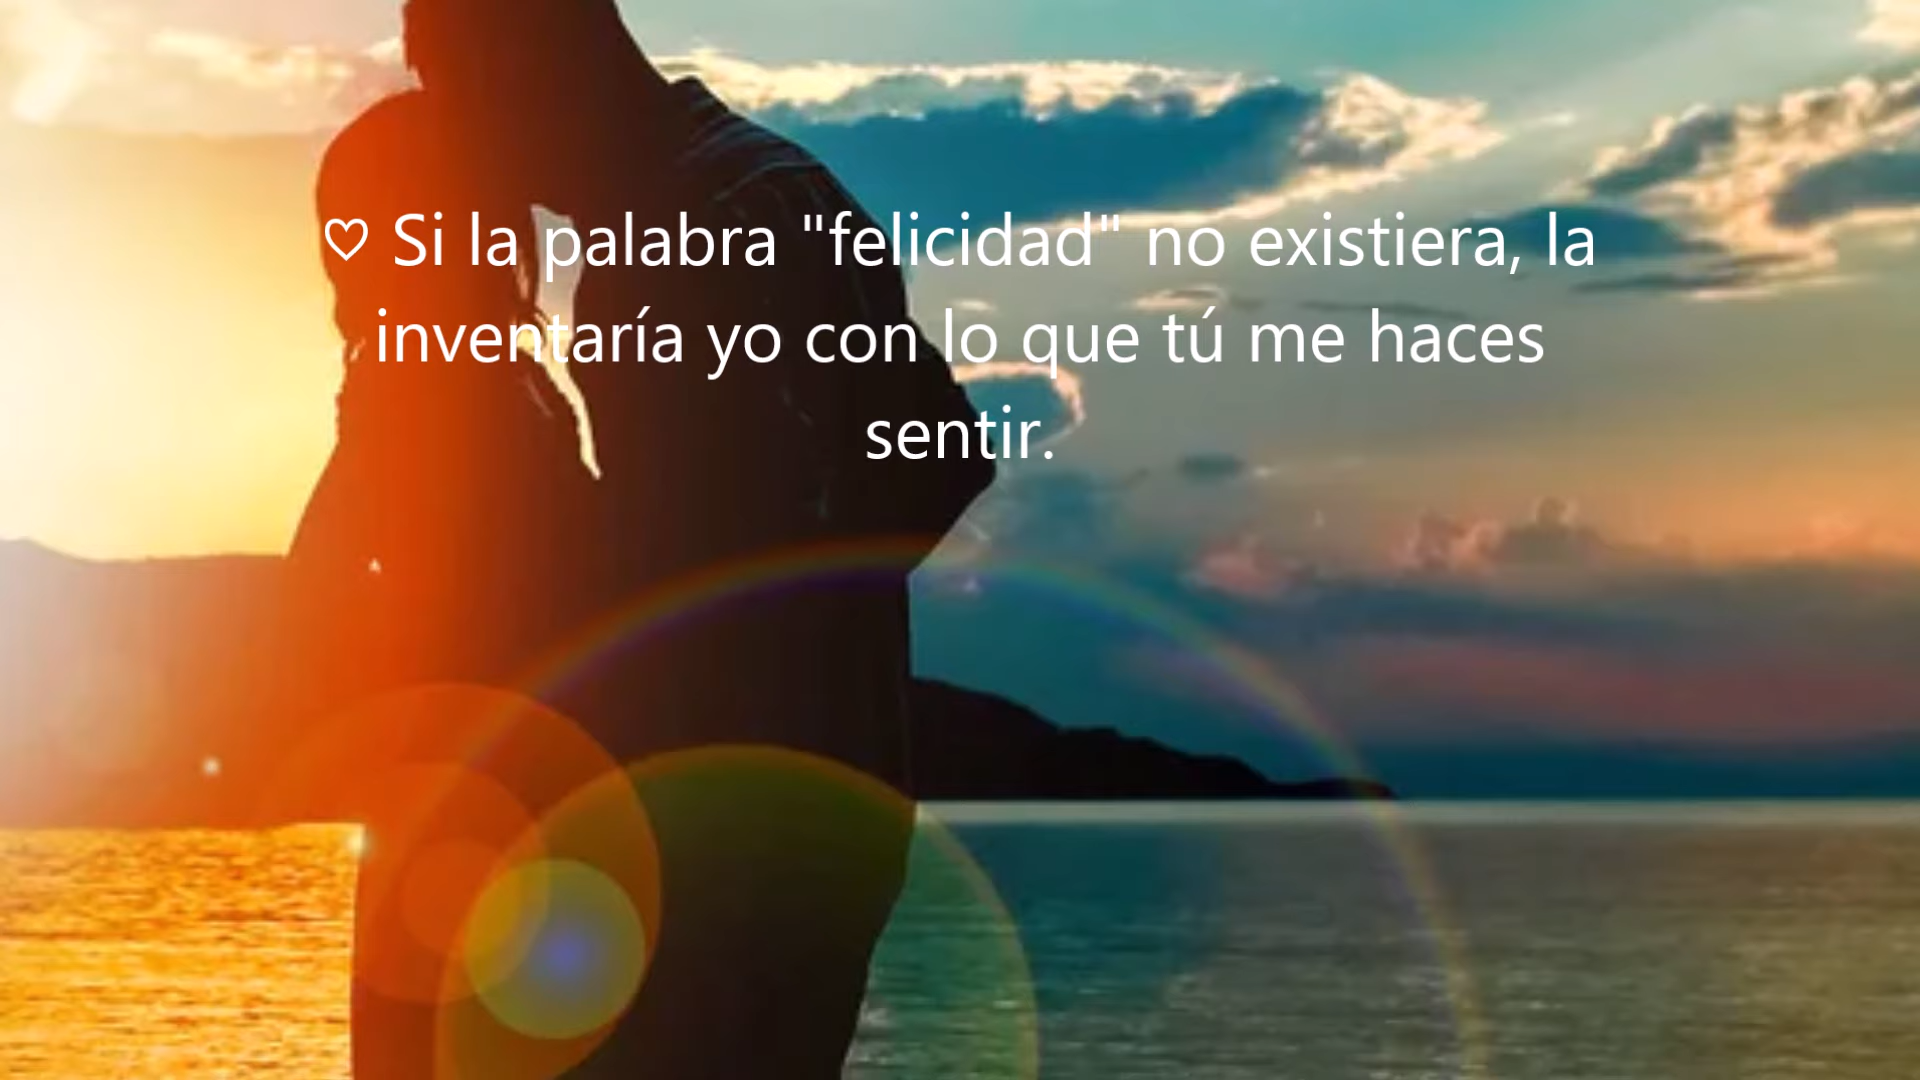 ♡ Si la palabra "felicidad" no existiera, la
inventaría yo con lo que tú me haces
sentir.